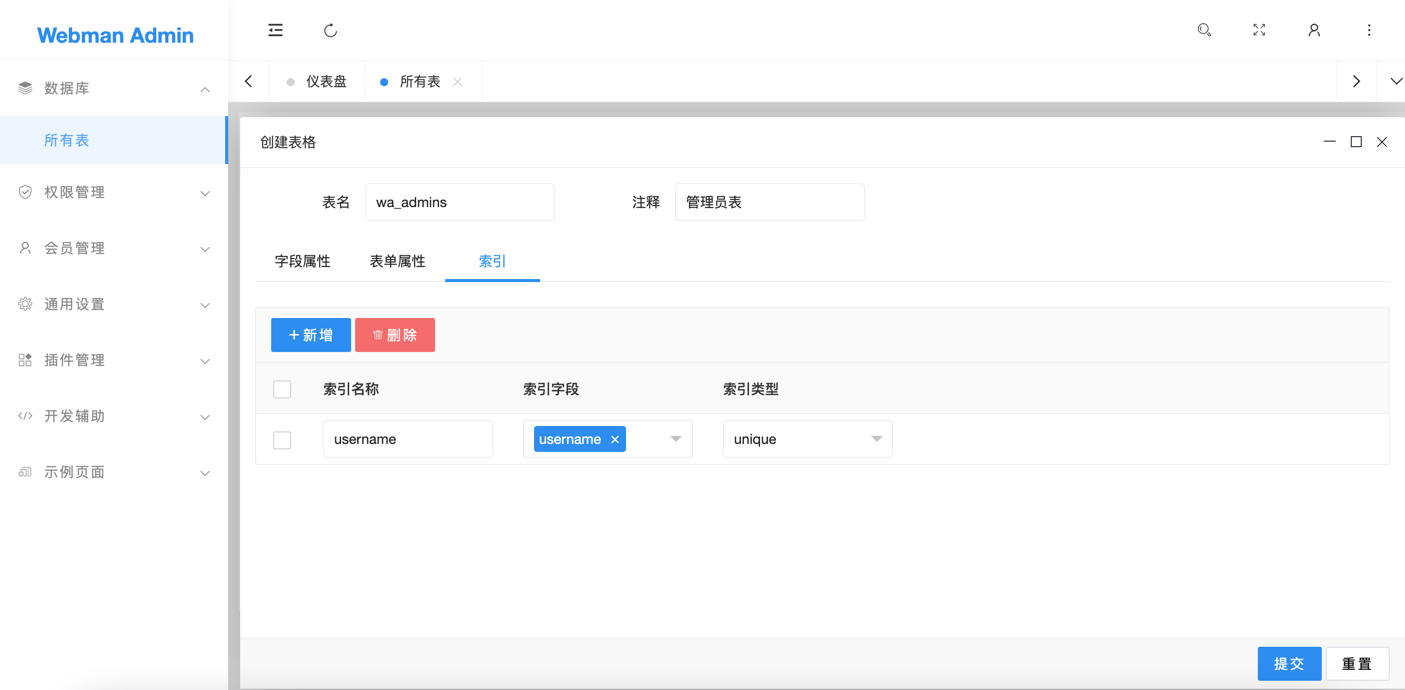 Webman Admin
数据库
所有表
权限管理
会员管理
通用设置
插件管理
开发辅助
示例页面
仪表盘
所有表
创建表格
表名 wa_admins 注释 管理员表
字段属性 表单属性 索引
+新增 删除
索引名称 索引字段 索引类型
username username unique
提交 重置